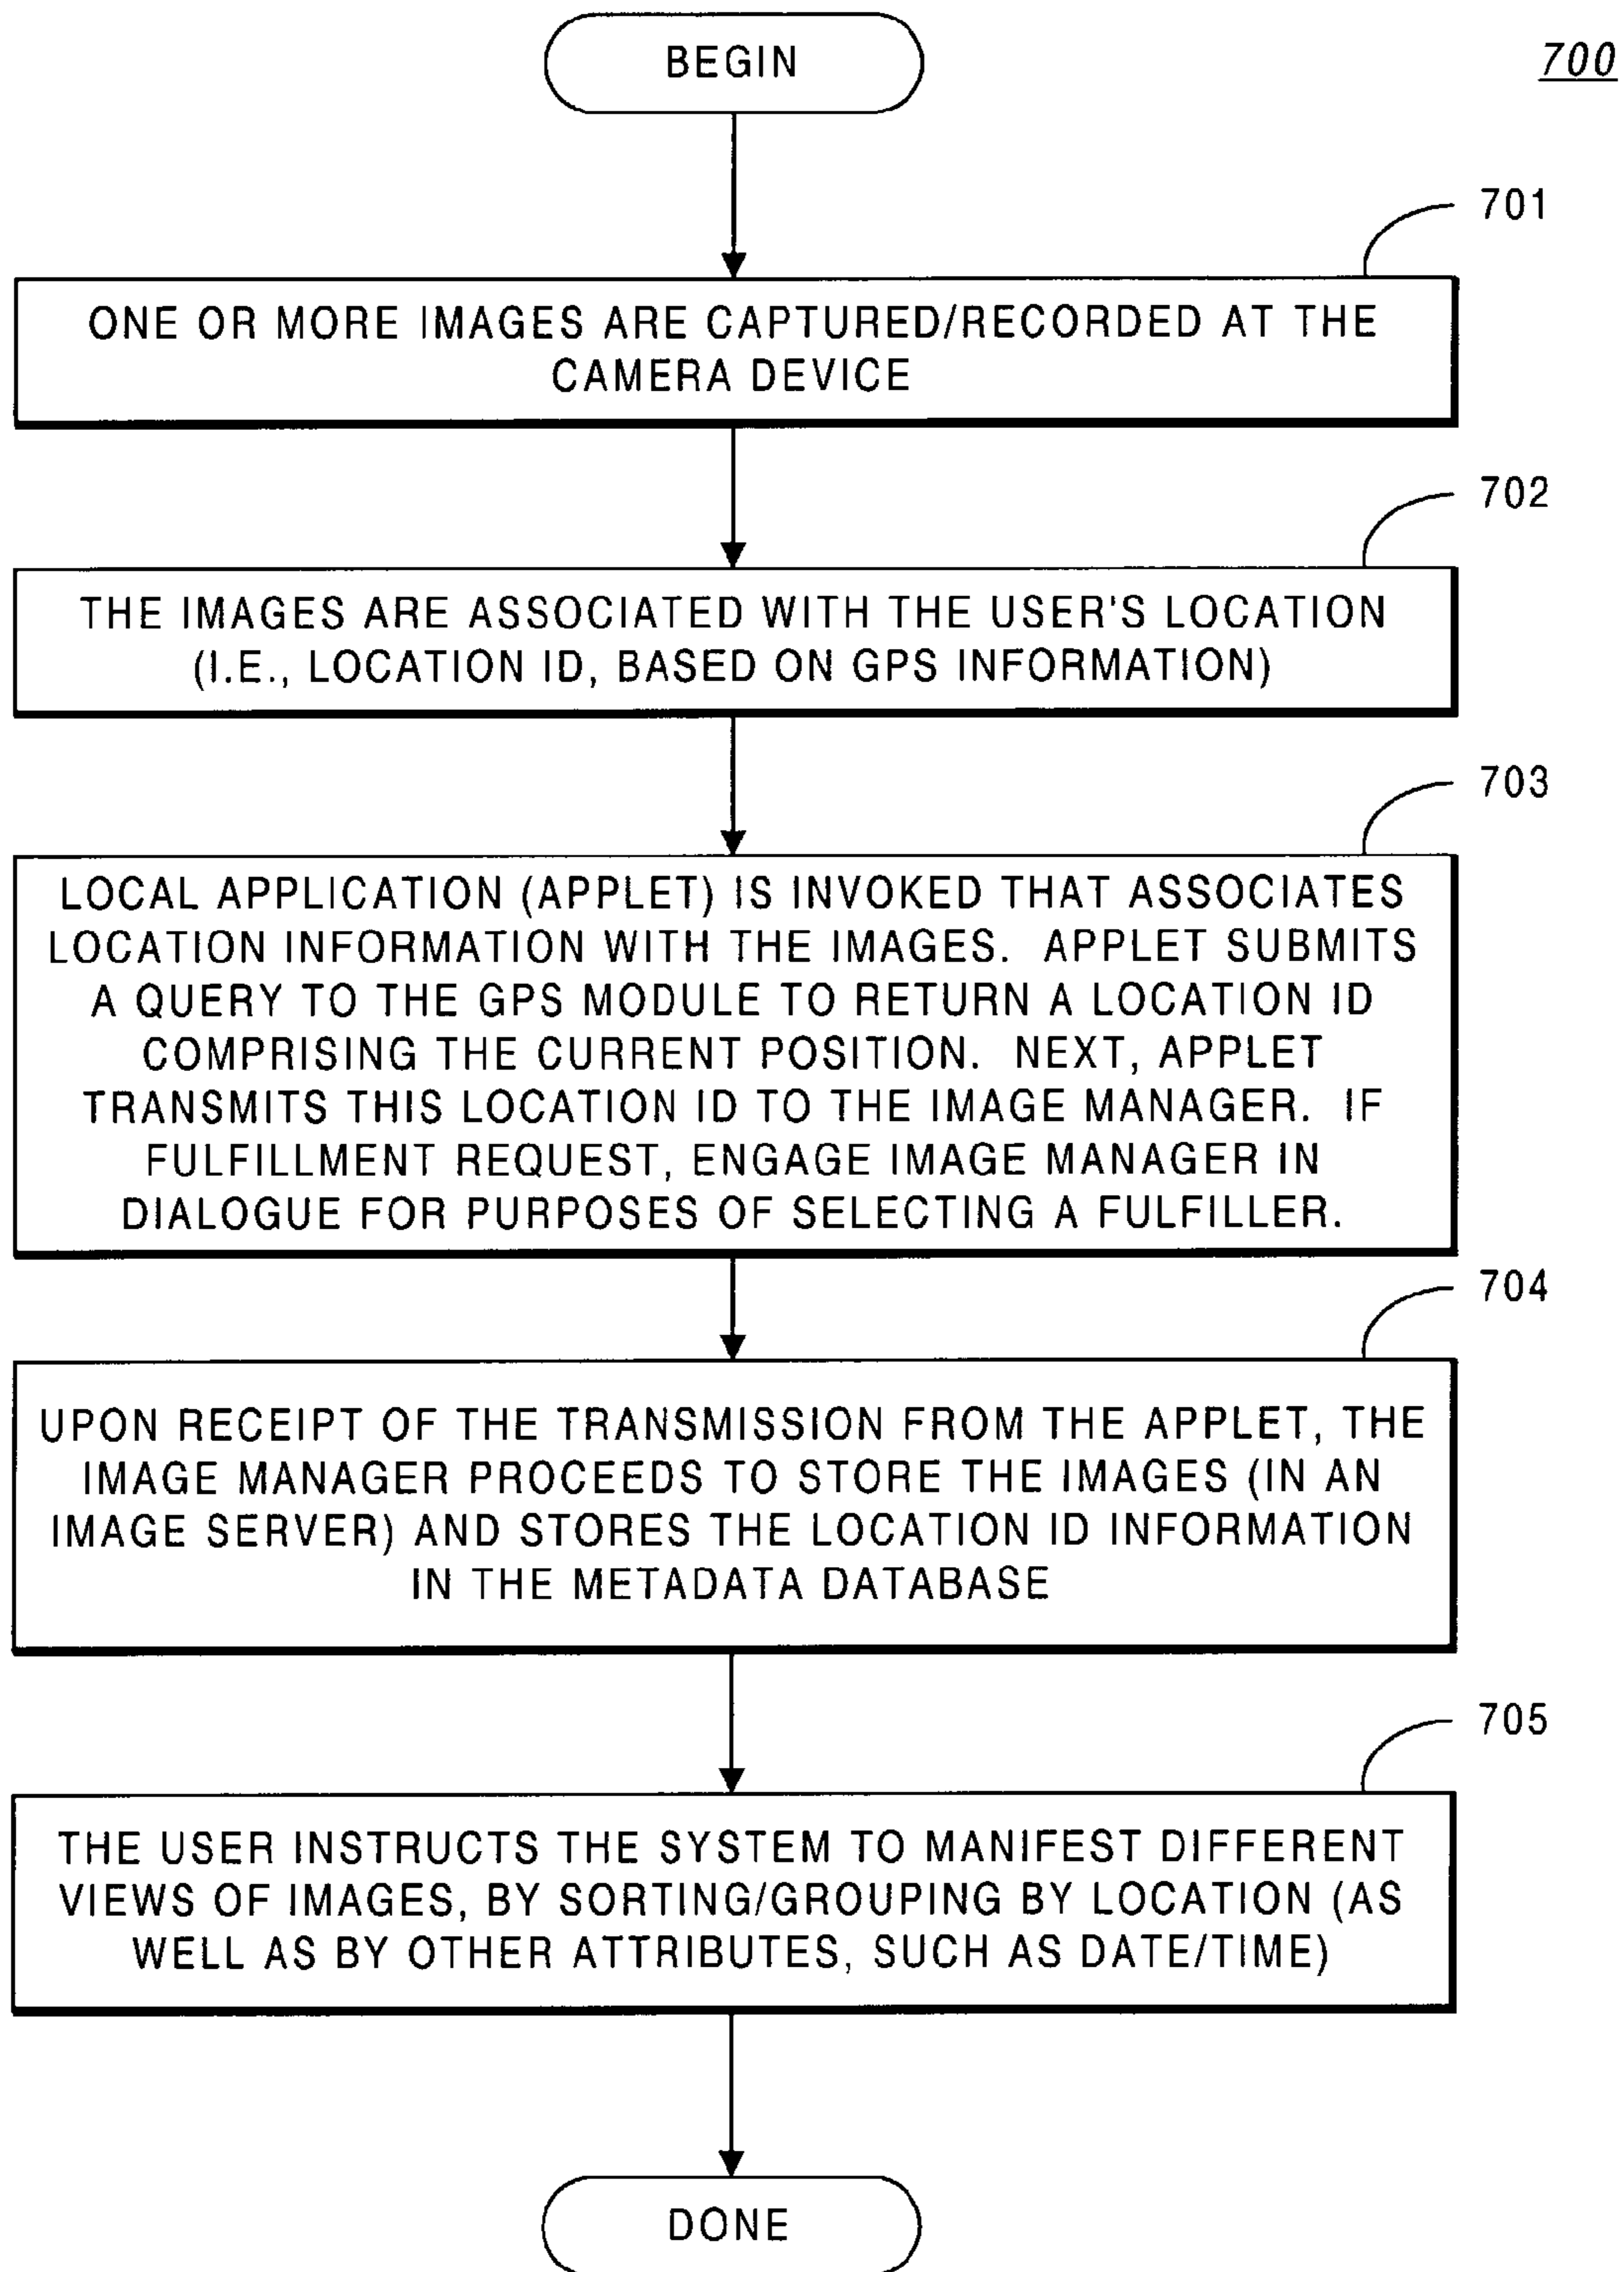 BEGIN
700
701
ONE OR MORE IMAGES ARE CAPTURED/RECORDED AT THE
CAMERA DEVICE
702
THE IMAGES ARE ASSOCIATED WITH THE USER'S LOCATION
(I.E., LOCATION ID, BASED ON GPS INFORMATION)
703
LOCAL APPLICATION (APPLET) IS INVOKED THAT ASSOCIATES
LOCATION INFORMATION WITH THE IMAGES. APPLET SUBMITS
A QUERY TO THE GPS MODULE TO RETURN A LOCATION ID
COMPRISING THE CURRENT POSITION. NEXT, APPLET
TRANSMITS THIS LOCATION ID TO THE IMAGE MANAGER. IF
FULFILLMENT REQUEST, ENGAGE IMAGE MANAGER IN
DIALOGUE FOR PURPOSES OF SELECTING A FULFILLER.
704
UPON RECEIPT OF THE TRANSMISSION FROM THE APPLET, THE
IMAGE MANAGER PROCEEDS TO STORE THE IMAGES (IN AN
IMAGE SERVER) AND STORES THE LOCATION ID INFORMATION
IN THE METADATA DATABASE
705
THE USER INSTRUCTS THE SYSTEM TO MANIFEST DIFFERENT
VIEWS OF IMAGES, BY SORTING/GROUPING BY LOCATION (AS
WELL AS BY OTHER ATTRIBUTES, SUCH AS DATE/TIME)
DONE